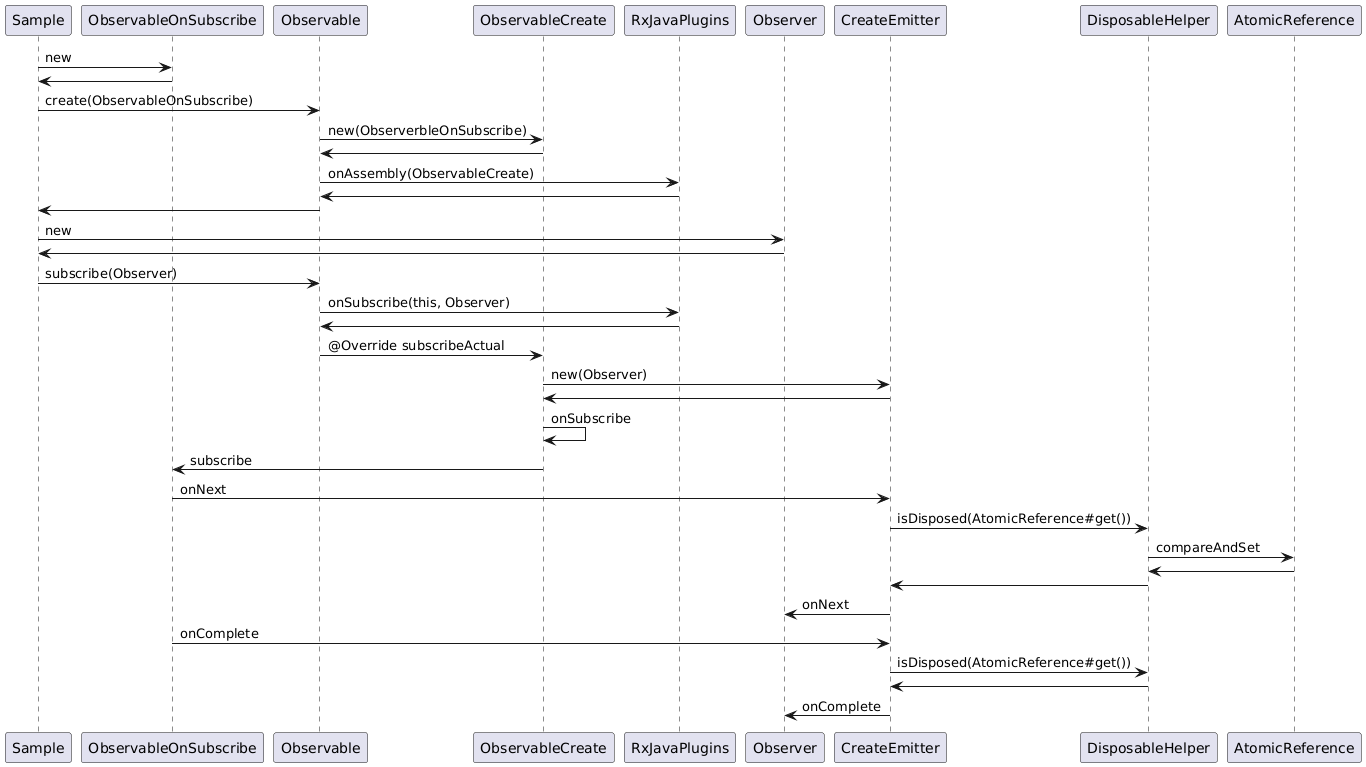 Sample ObservableOnSubscribe Observable ObservableCreate RxJavaPlugins Observer CreateEmitter DisposableHelper AtomicReference
new
create(ObservableOnSubscribe)
new(ObserverbleOnSubscribe)
onAssembly(ObservableCreate)
new
subscribe(Observer)
onSubscribe(this, Observer)
@Override subscribeActual
new(Observer)
onSubscribe
subscribe
onNext
isDisposed(AtomicReference#get())
compareAndSet
onNext
onComplete
isDisposed(AtomicReference#get())
onComplete
Sample ObservableOnSubscribe Observable ObservableCreate RxJavaPlugins Observer CreateEmitter DisposableHelper AtomicReference